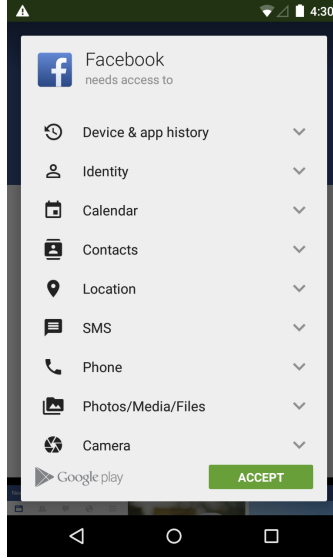 4:30
Facebook
needs access to
Device & app history
Identity
Calendar
Contacts
Location
SMS
Phone
Photos/Media/Files
Camera
Google play
ACCEPT